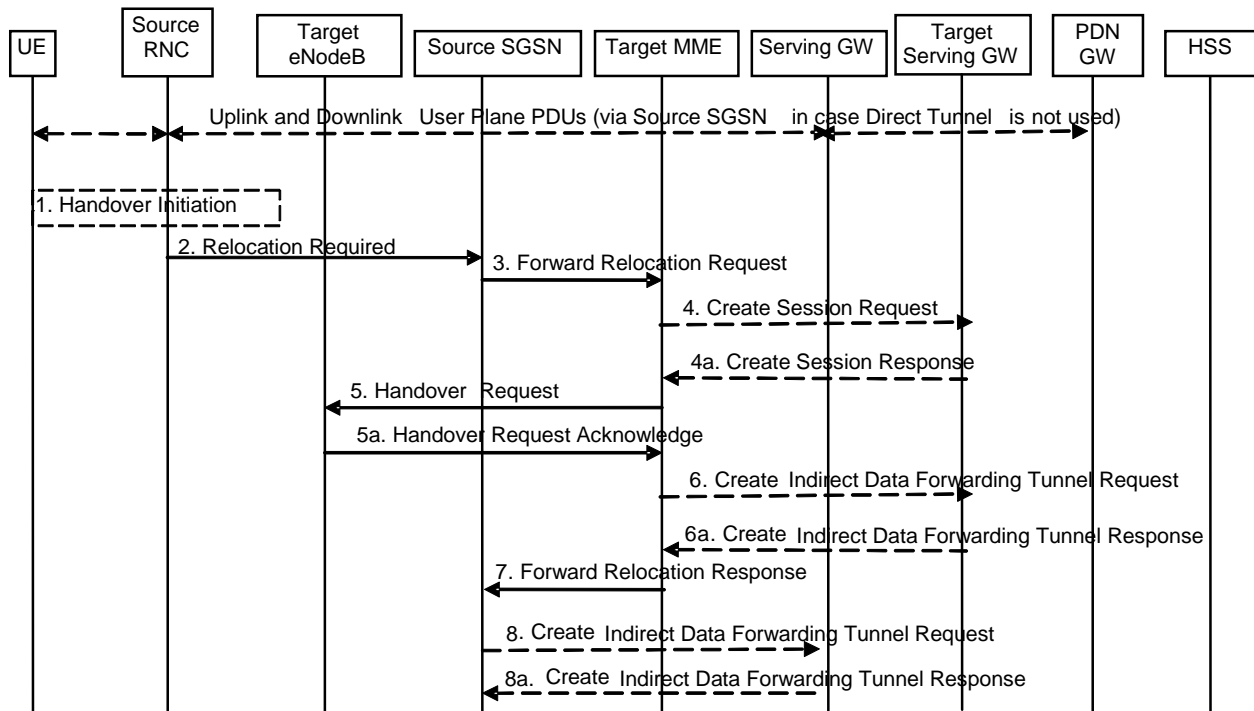 UE
Source
RNC
Target
eNodeB
Source SGSN
Target MME
Serving GW
Target
Serving GW
PDN
GW
HSS
Uplink and Downlink User Plane PDUs (via Source SGSN in case Direct Tunnel is not used)
1. Handover Initiation
2. Relocation Required
3. Forward Relocation Request
4. Create Session Request
4a. Create Session Response
5. Handover Request
5a. Handover Request Acknowledge
6. Create Indirect Data Forwarding Tunnel Request
6a. Create Indirect Data Forwarding Tunnel Response
7. Forward Relocation Response
8. Create Indirect Data Forwarding Tunnel Request
8a. Create Indirect Data Forwarding Tunnel Response